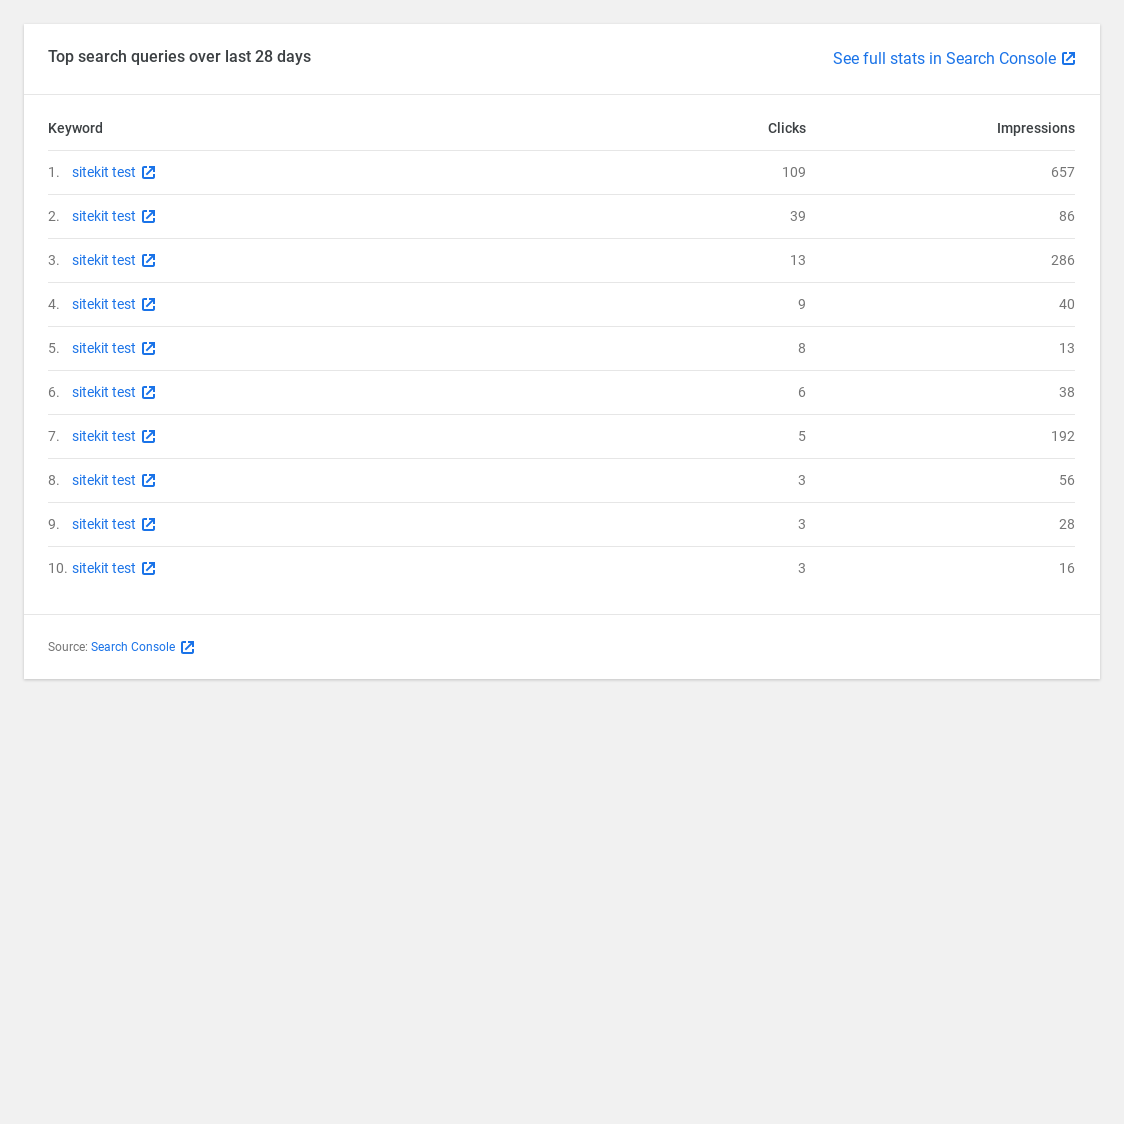 Top search queries over last 28 days See full stats in Search Console
Keyword Clicks Impressions
1. sitekit test 109 657
2. sitekit test 39 86
3. sitekit test 13 286
4. sitekit test 9 40
5. sitekit test 8 13
6. sitekit test 6 38
7. sitekit test 5 192
8. sitekit test 3 56
9. sitekit test 3 28
10. sitekit test 3 16
Source: Search Console